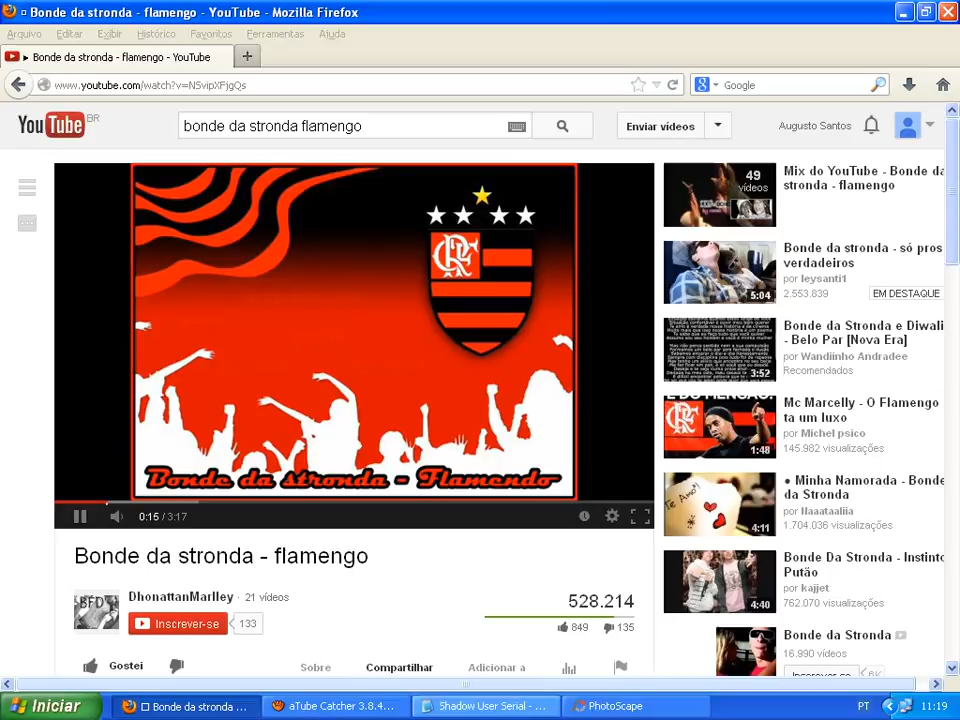 Bonde da stronda - flamengo - YouTube - Mozilla Firefox
Arquivo Editar Exibir Histórico Favoritos Ferramentas Ajuda
Bonde da stronda - flamengo - YouTube
www.youtube.com/watch?v=NSvipXFjgQs
Google
YouTube BR
bonde da stronda flamengo
Enviar vídeos
Augusto Santos
Bonde da stronda - Flamendo
0:15 / 3:17
Bonde da stronda - flamengo
BFDTH
DhonattanMarlley · 21 vídeos
Inscrever-se 133
528.214
849 135
Gostei
Sobre Compartilhar Adicionar a
49
vídeos
Mix do YouTube - Bonde da
stronda - flamengo
Bonde da stronda - só pros
verdadeiros
por leysanti1
2.553.839 EM DESTAQUE
5:04
Bonde da Stronda e Diwali
- Belo Par [Nova Era]
por Wandiinho Andradee
Recomendados
3:52
Mc Marcelly - O Flamengo
ta um luxo
por Michel psico
145.982 visualizações
1:48
● Minha Namorada - Bonde
da Stronda
por Ilaaataaliia
1.704.036 visualizações
Te Amo*!
4:11
Bonde Da Stronda - Instinto
Putão
por kajjet
762.070 visualizações
4:40
Bonde da Stronda
16.990 vídeos
Inscrever-se 6K
Iniciar
Bonde da stronda ...
aTube Catcher 3.8.4...
Shadow User Serial - ...
PhotoScape
PT
11:19